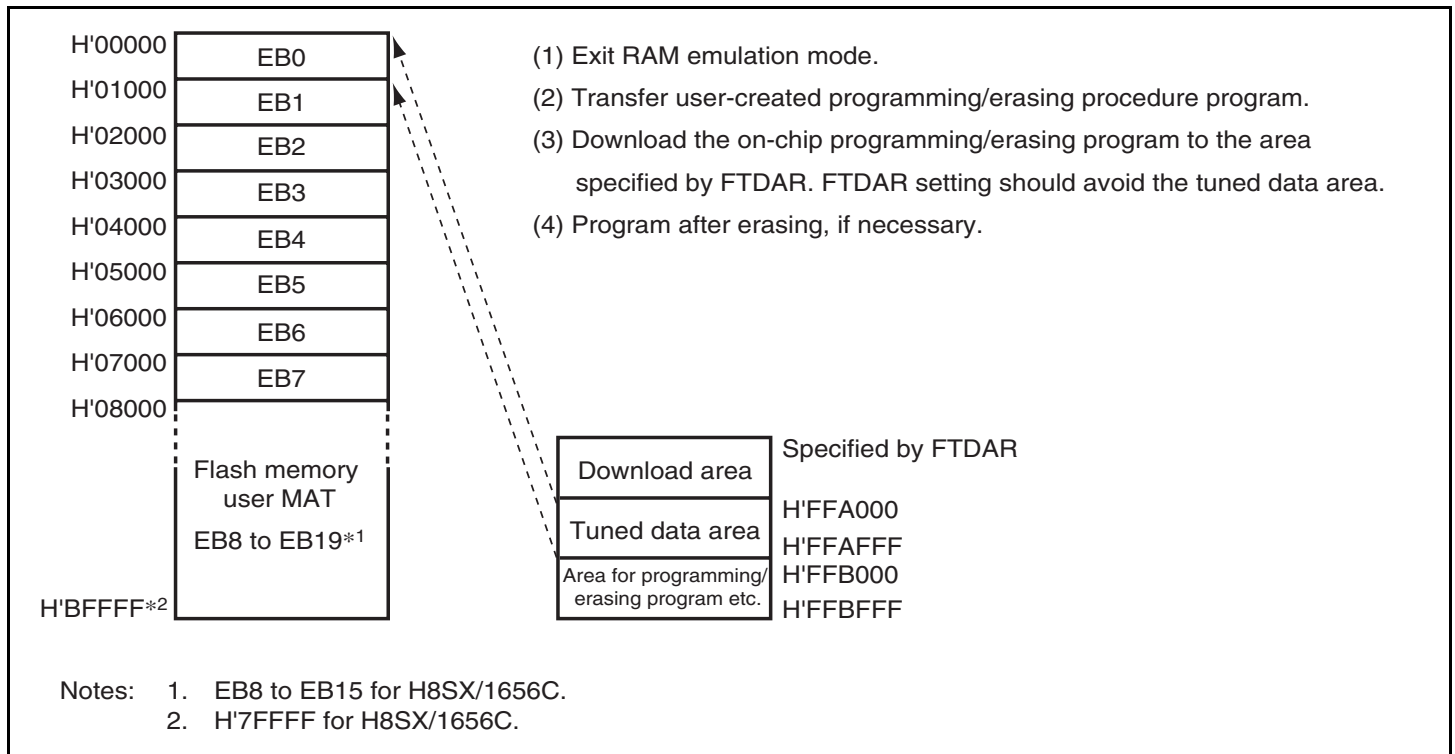 H'00000
EB0
H'01000
EB1
H'02000
EB2
H'03000
EB3
H'04000
EB4
H'05000
EB5
H'06000
EB6
H'07000
EB7
H'08000
Flash memory
user MAT
EB8 to EB19*1
H'BFFFF*2
(1) Exit RAM emulation mode.
(2) Transfer user-created programming/erasing procedure program.
(3) Download the on-chip programming/erasing program to the area
specified by FTDAR. FTDAR setting should avoid the tuned data area.
(4) Program after erasing, if necessary.
Specified by FTDAR
Download area
H'FFA000
Tuned data area
H'FFAFFF
H'FFB000
Area for programming/
erasing program etc.
H'FFBFFF
Notes: 1. EB8 to EB15 for H8SX/1656C.
2. H'7FFFF for H8SX/1656C.